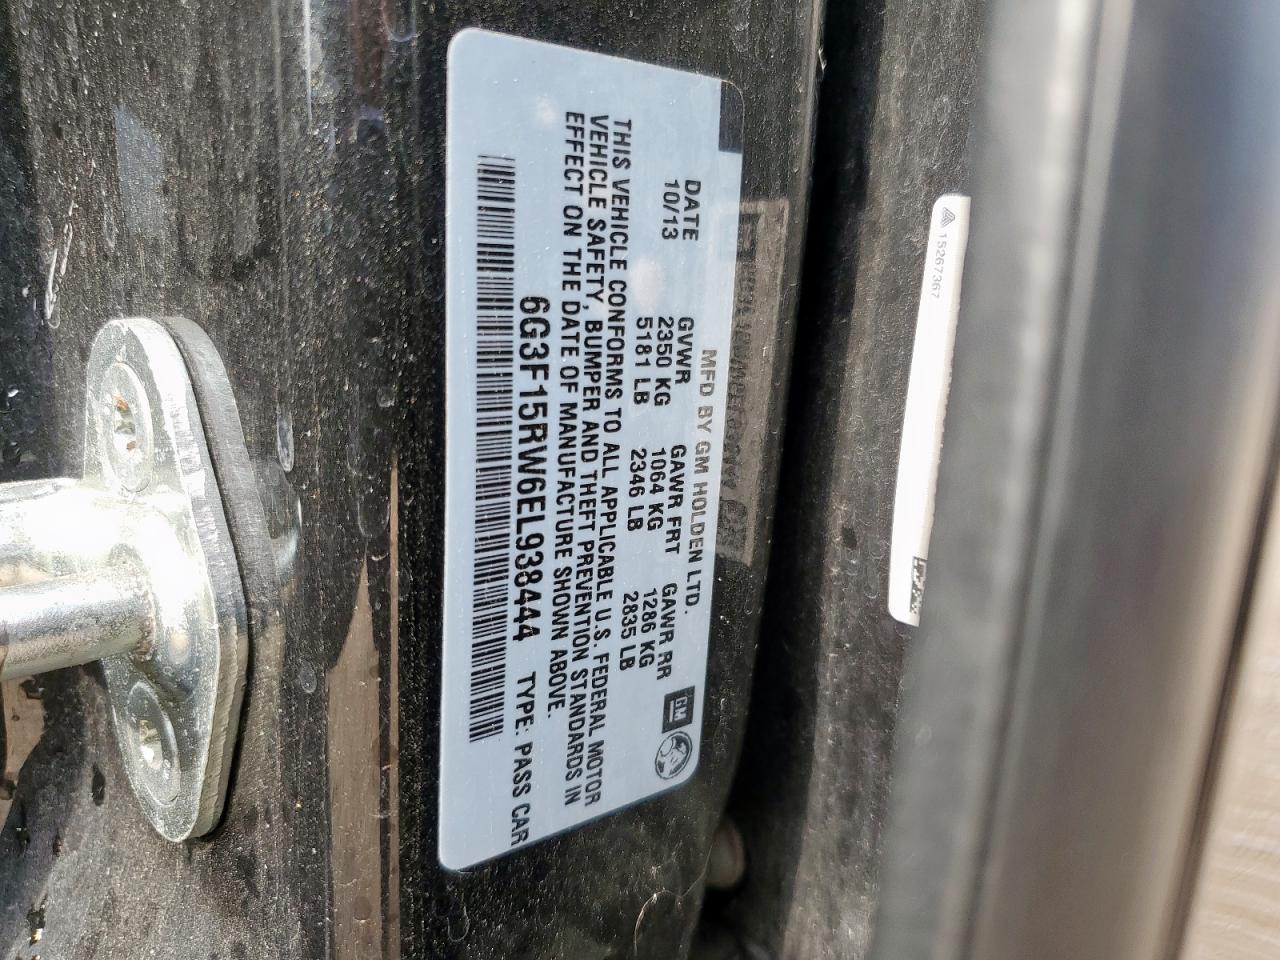 MFD BY GM HOLDEN LTD.
DATE GVWR GAWR FRT GAWR RR
10/13 2350 KG 1064 KG 1286 KG
5181 LB 2346 LB 2835 LB
GM
THIS VEHICLE CONFORMS TO ALL APPLICABLE U.S. FEDERAL MOTOR
VEHICLE SAFETY, BUMPER AND THEFT PREVENTION STANDARDS IN
EFFECT ON THE DATE OF MANUFACTURE SHOWN ABOVE.
6G3F15RW6EL938444 TYPE: PASS CAR
15267367